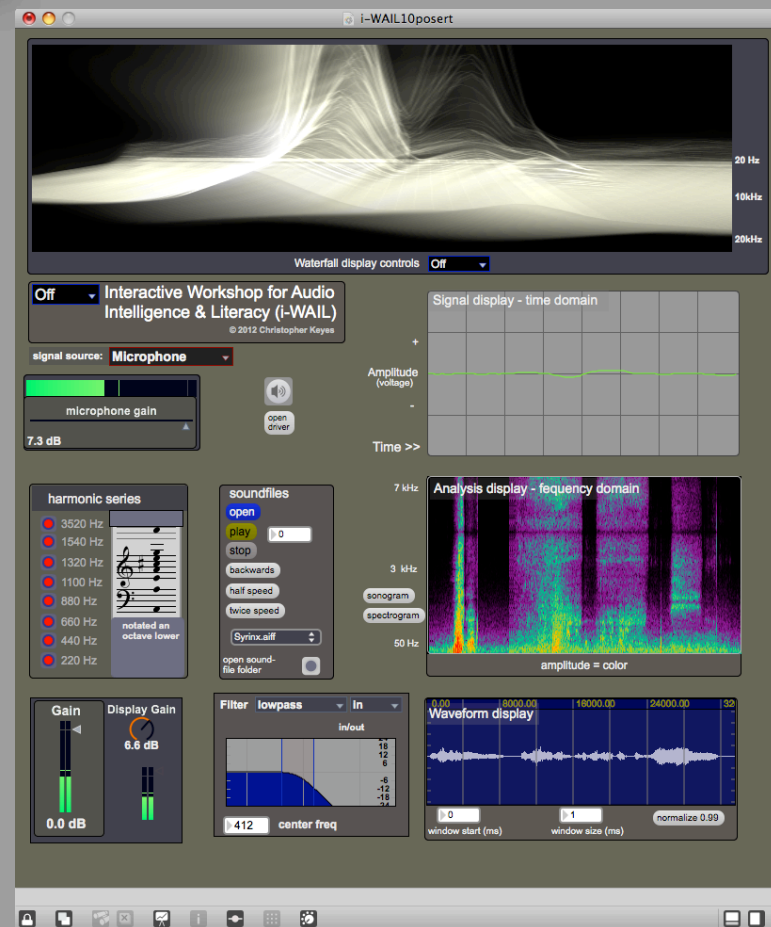 i-WAIL10posert
20 Hz
10kHz
20kHz
Waterfall display controls Off
Off
Interactive Workshop for Audio
Intelligence & Literacy (i-WAIL)
© 2012 Christopher Keyes
signal source: Microphone
microphone gain
7.3 dB
open
driver
Signal display - time domain
+
Amplitude
(voltage)
-
Time >>
harmonic series
3520 Hz
1540 Hz
1320 Hz
1100 Hz
880 Hz
660 Hz
440 Hz
220 Hz
notated an
octave lower
soundfiles
open
play 0
stop
backwards
half speed
twice speed
Syrinx.aiff
open sound-
file folder
7 kHz
Analysis display - fequency domain
3 kHz
sonogram
spectrogram
50 Hz
amplitude = color
Gain
0.0 dB
Display Gain
6.6 dB
Filter lowpass In
in/out
24
18
12
6
-6
-12
-18
-24
412 center freq
0.00 8000.00 16000.00 24000.00 32
Waveform display
0
window start (ms)
1
window size (ms)
normalize 0.99